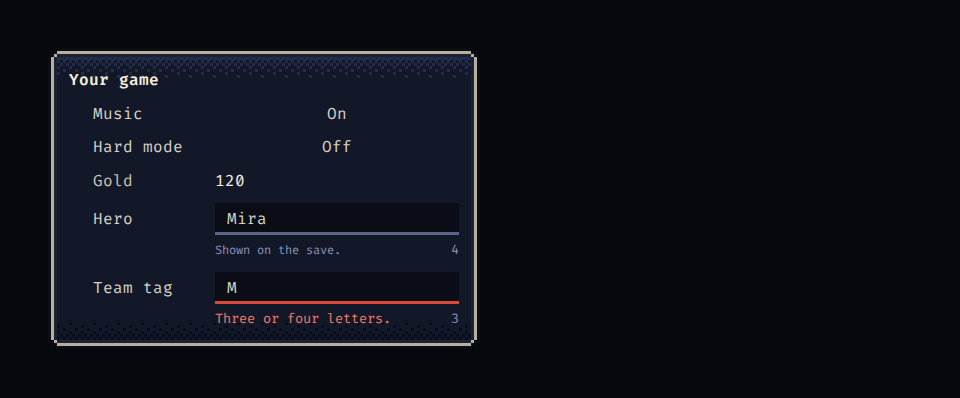 Your game
Music On
Hard mode Off
Gold 120
Hero Mira
Shown on the save. 4
Team tag M
Three or four letters. 3